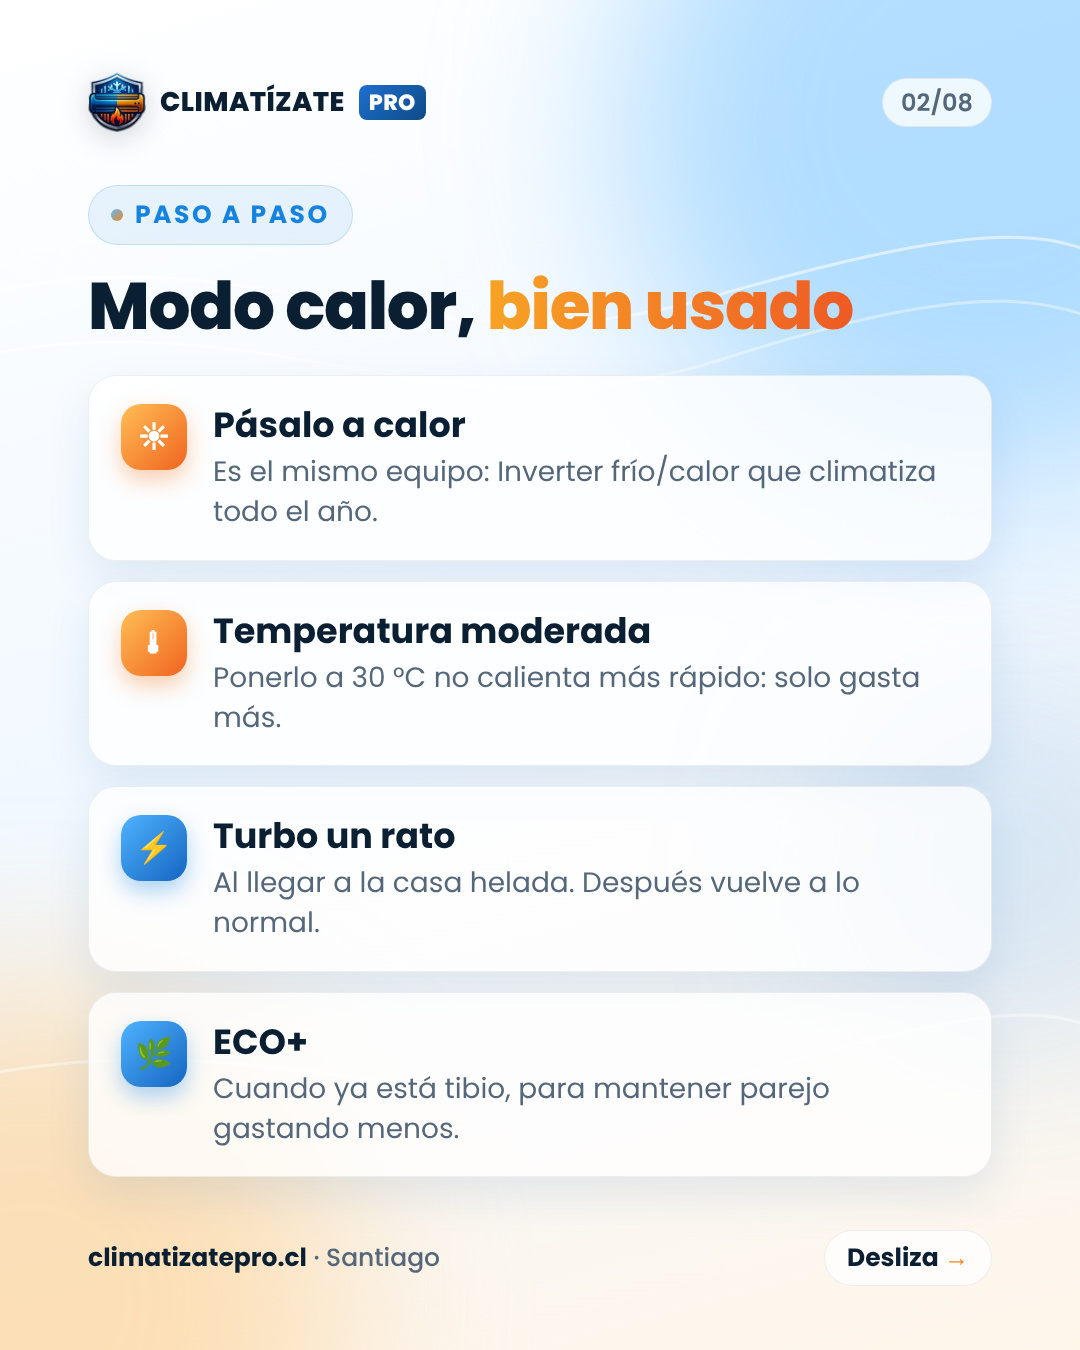 CLIMATÍZATE PRO
02/08
PASO A PASO
Modo calor, bien usado
Pásalo a calor
Es el mismo equipo: Inverter frío/calor que climatiza
todo el año.
Temperatura moderada
Ponerlo a 30 °C no calienta más rápido: solo gasta
más.
Turbo un rato
Al llegar a la casa helada. Después vuelve a lo
normal.
ECO+
Cuando ya está tibio, para mantener parejo
gastando menos.
climatizatepro.cl · Santiago
Desliza →